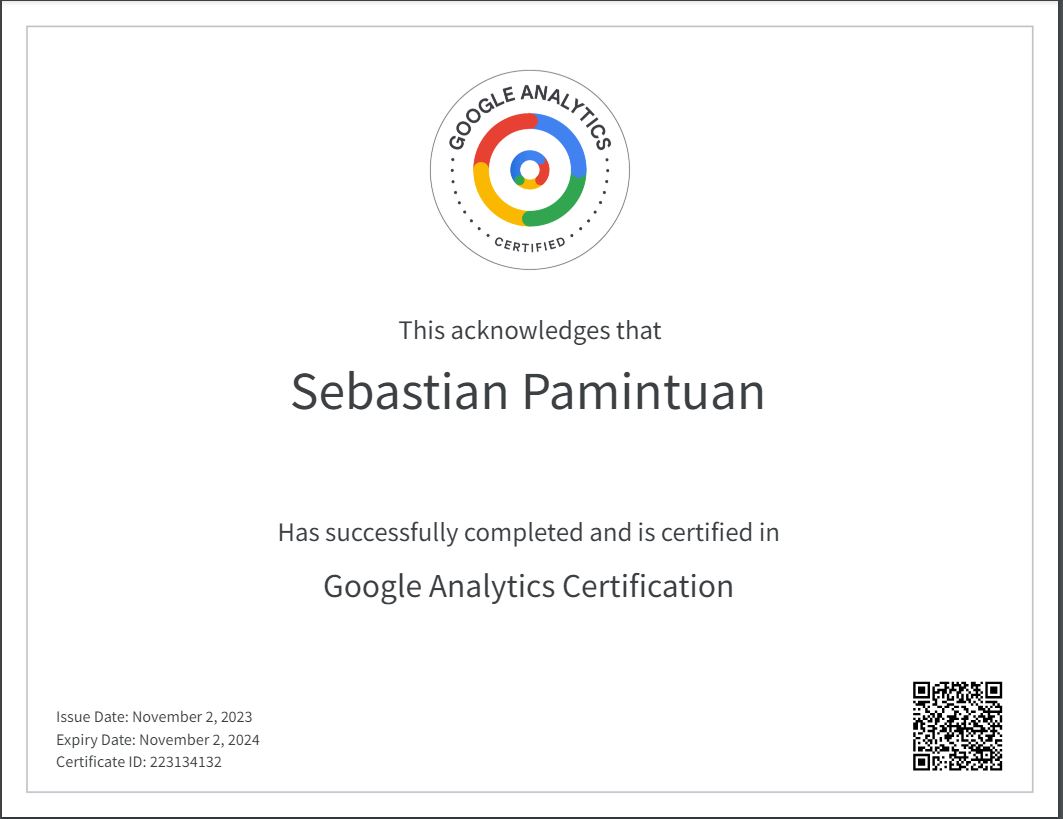 GOOGLE ANALYTICS
CERTIFIED
This acknowledges that
Sebastian Pamintuan
Has successfully completed and is certified in
Google Analytics Certification
Issue Date: November 2, 2023
Expiry Date: November 2, 2024
Certificate ID: 223134132